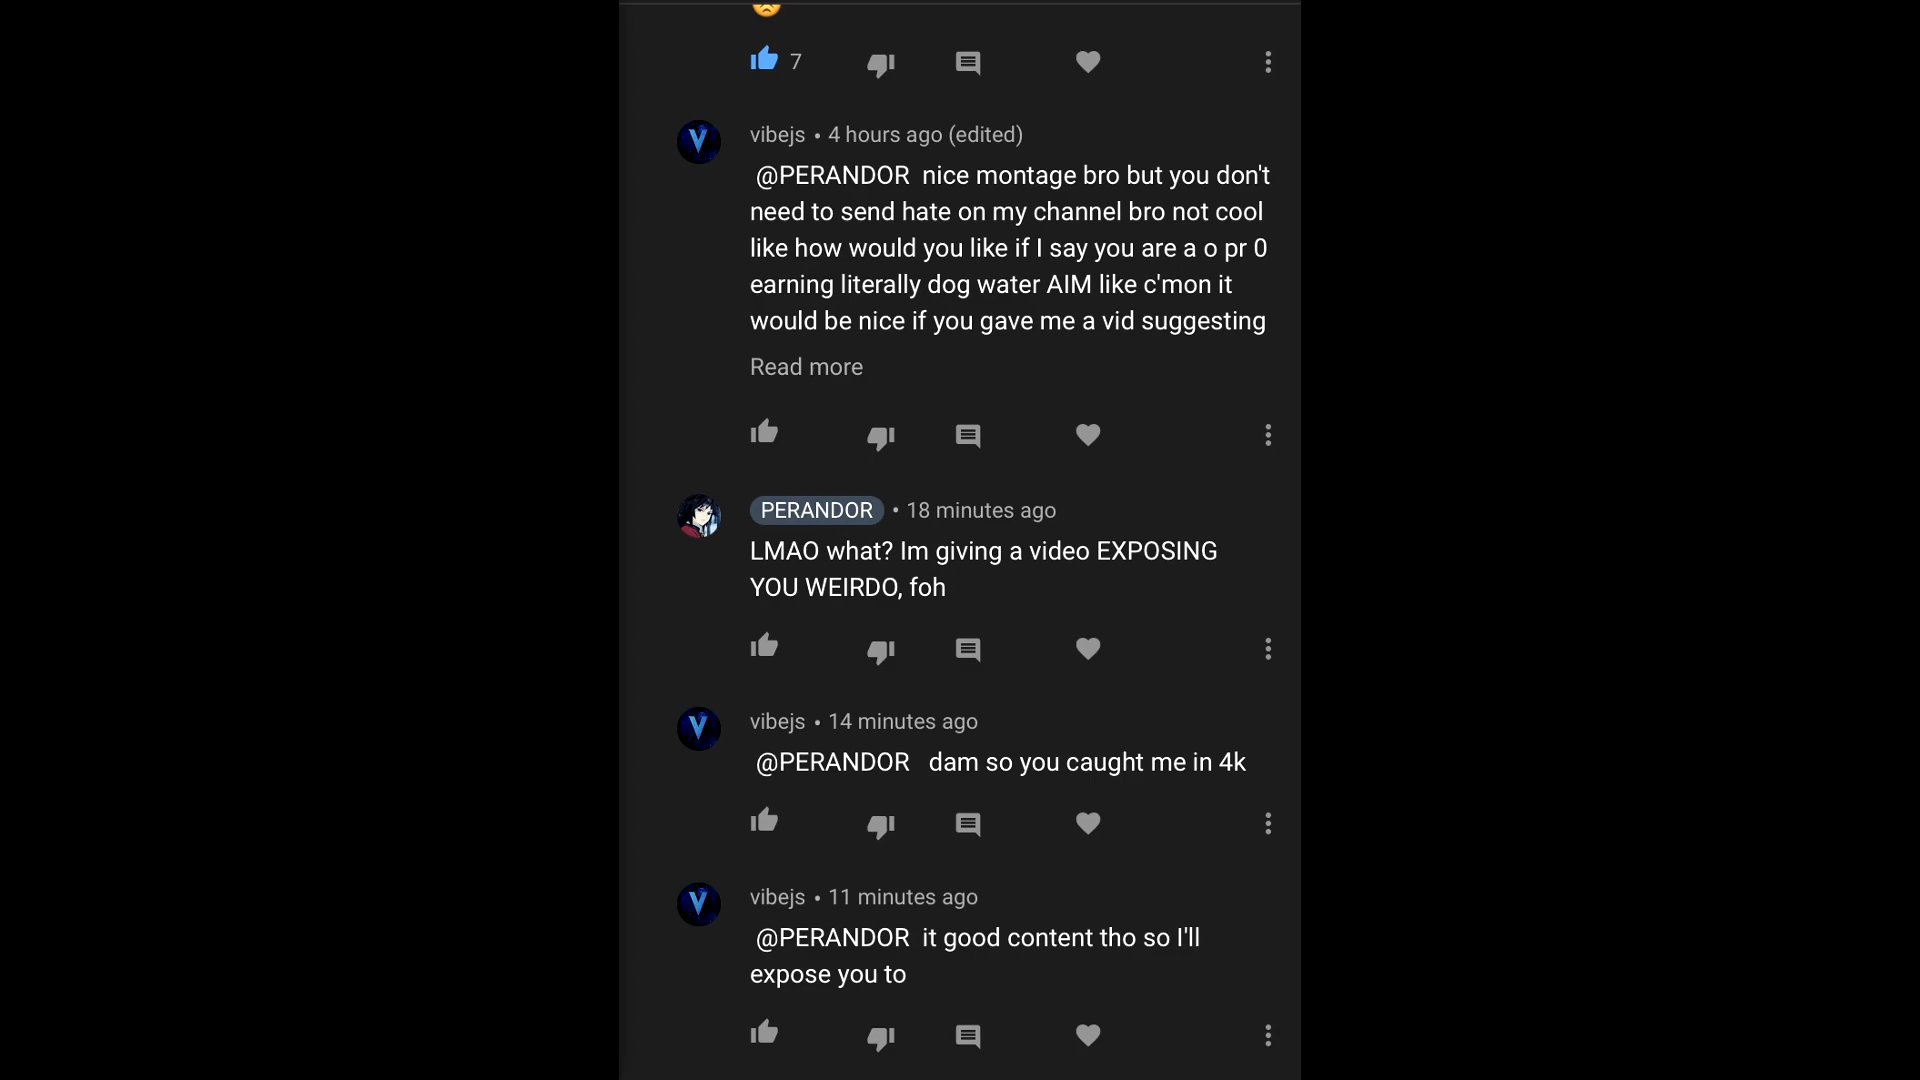 7
V
vibejs • 4 hours ago (edited)
@PERANDOR nice montage bro but you don't
need to send hate on my channel bro not cool
like how would you like if I say you are a o pr 0
earning literally dog water AIM like c'mon it
would be nice if you gave me a vid suggesting
Read more
PERANDOR • 18 minutes ago
LMAO what? Im giving a video EXPOSING
YOU WEIRDO, foh
V
vibejs • 14 minutes ago
@PERANDOR dam so you caught me in 4k
V
vibejs • 11 minutes ago
@PERANDOR it good content tho so I'll
expose you to